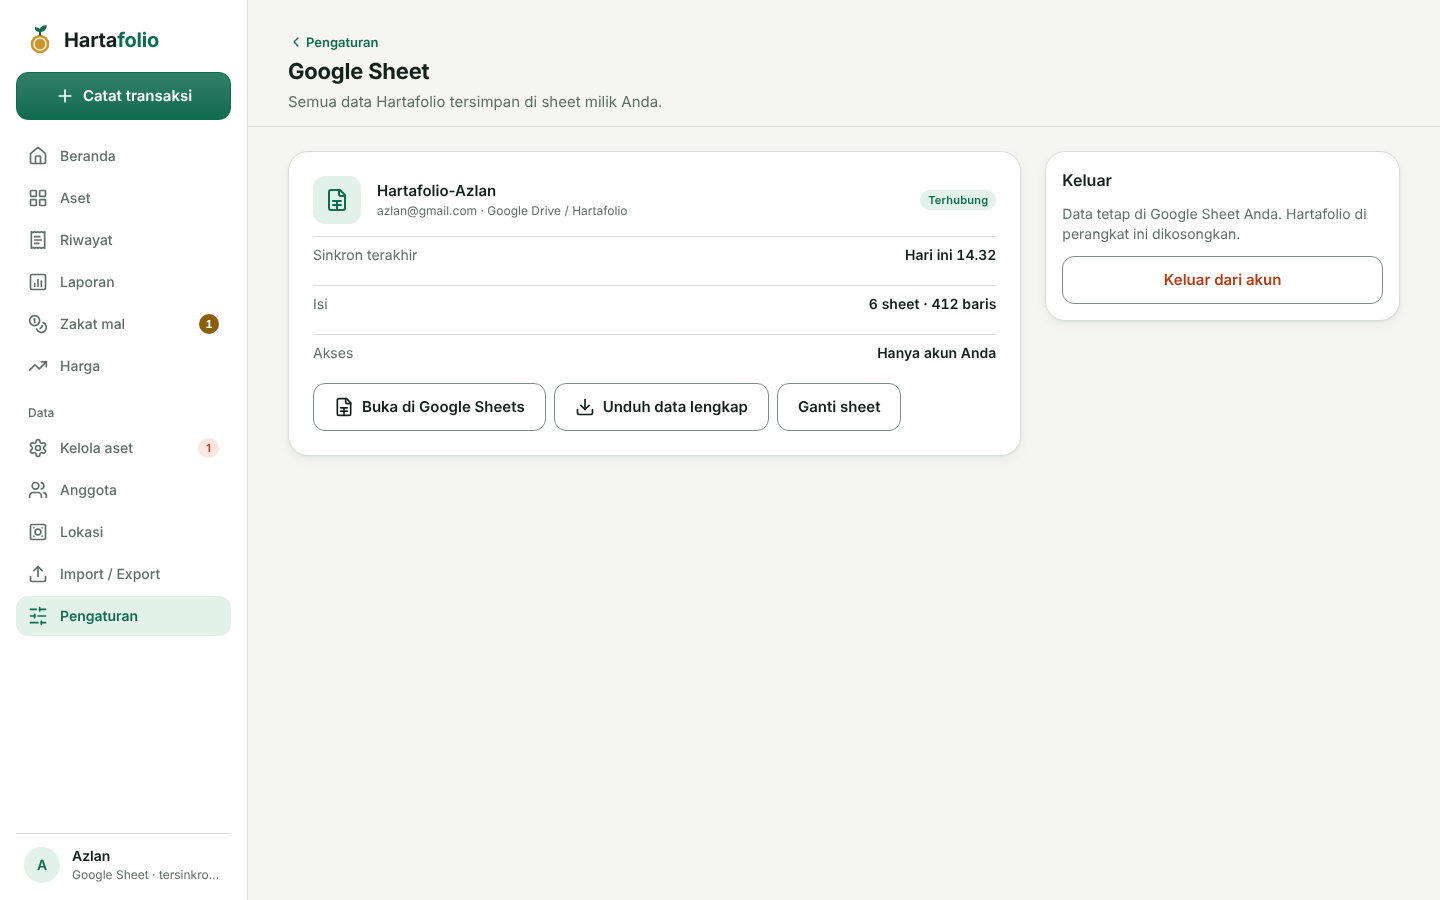 Hartafolio
Catat transaksi
Beranda
Aset
Riwayat
Laporan
Zakat mal 1
Harga
Data
Kelola aset 1
Anggota
Lokasi
Import / Export
Pengaturan
A
Azlan
Google Sheet · tersinkro...
Pengaturan
Google Sheet
Semua data Hartafolio tersimpan di sheet milik Anda.
Hartafolio-Azlan
azlan@gmail.com · Google Drive / Hartafolio
Terhubung
Sinkron terakhir Hari ini 14.32
Isi 6 sheet · 412 baris
Akses Hanya akun Anda
Buka di Google Sheets Unduh data lengkap Ganti sheet
Keluar
Data tetap di Google Sheet Anda. Hartafolio di
perangkat ini dikosongkan.
Keluar dari akun